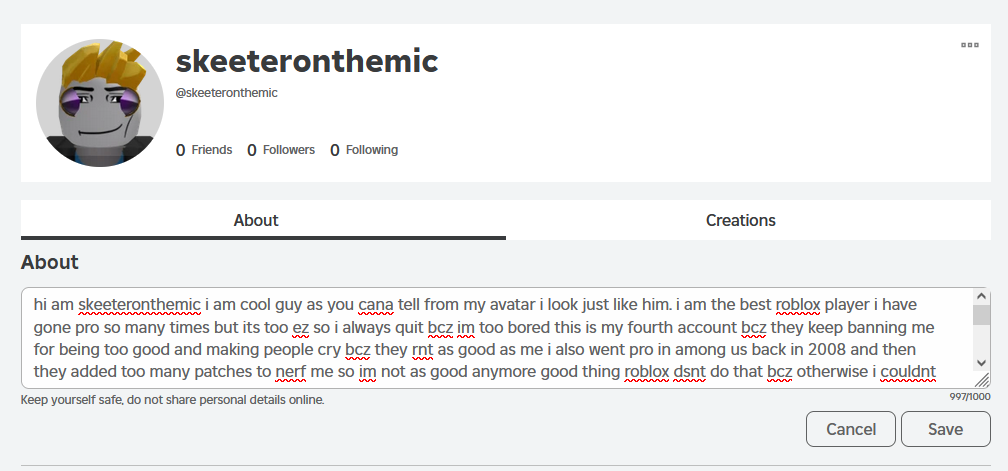 skeeteronthemic
@skeeteronthemic
0 Friends 0 Followers 0 Following
About Creations
About
hi am skeeteronthemic i am cool guy as you cana tell from my avatar i look just like him. i am the best roblox player i have
gone pro so many times but its too ez so i always quit bcz im too bored this is my fourth account bcz they keep banning me
for being too good and making people cry bcz they rnt as good as me i also went pro in among us back in 2008 and then
they added too many patches to nerf me so im not as good anymore good thing roblox dsnt do that bcz otherwise i couldnt
Keep yourself safe, do not share personal details online.
997/1000
Cancel Save